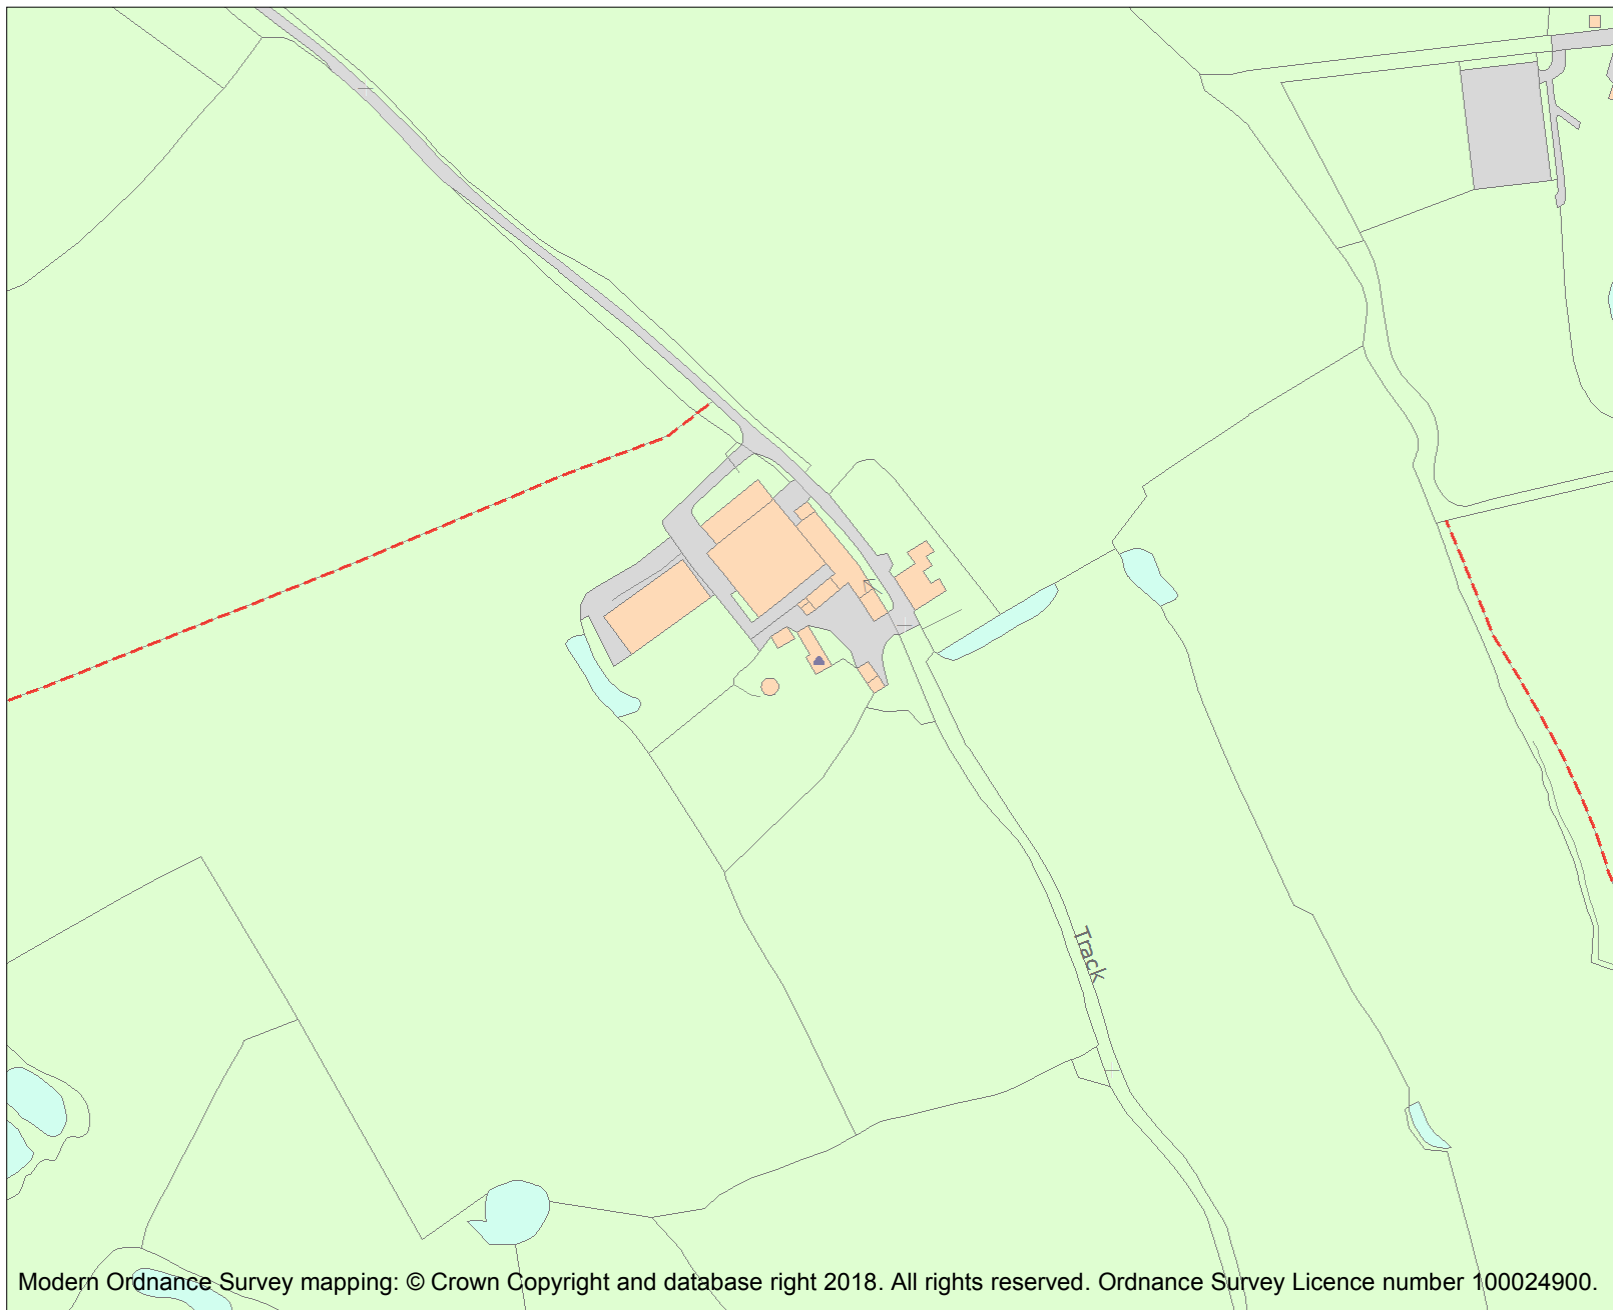 Track
Modern Ordnance Survey mapping: © Crown Copyright and database right 2018. All rights reserved. Ordnance Survey Licence number 100024900.